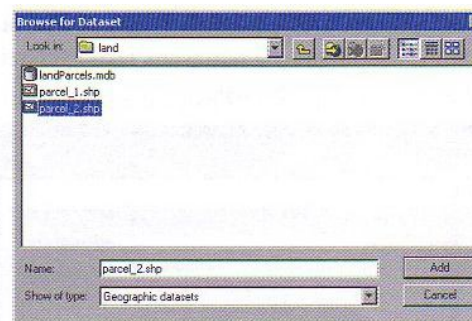 Browse for Dataset
Look in: land
landParcels.mdb
parcel_1.shp
parcel_2.shp
Name: parcel_2.shp Add
Show of type: Geographic datasets Cancel